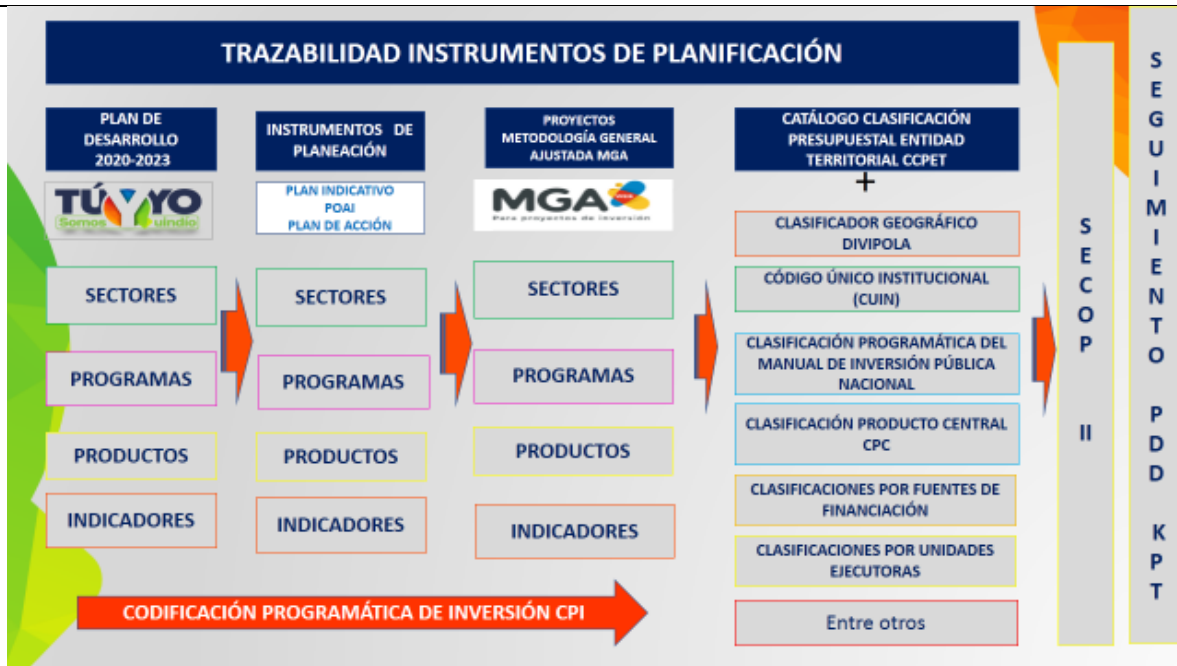 TRAZABILIDAD INSTRUMENTOS DE PLANIFICACIÓN
PLAN DE
DESARROLLO
2020-2023
TÚ Y YO
Somos Quindío
SECTORES
PROGRAMAS
PRODUCTOS
INDICADORES
INSTRUMENTOS DE
PLANEACIÓN
PLAN INDICATIVO
POAI
PLAN DE ACCIÓN
SECTORES
PROGRAMAS
PRODUCTOS
INDICADORES
PROYECTOS
METODOLOGÍA GENERAL
AJUSTADA MGA
MGA
Para proyectos de inversión
SECTORES
PROGRAMAS
PRODUCTOS
INDICADORES
CODIFICACIÓN PROGRAMÁTICA DE INVERSIÓN CPI
CATÁLOGO CLASIFICACIÓN
PRESUPUESTAL ENTIDAD
TERRITORIAL CCPET
+
CLASIFICADOR GEOGRÁFICO
DIVIPOLA
CÓDIGO ÚNICO INSTITUCIONAL
(CUIN)
CLASIFICACIÓN PROGRAMÁTICA DEL
MANUAL DE INVERSIÓN PÚBLICA
NACIONAL
CLASIFICACIÓN PRODUCTO CENTRAL
CPC
CLASIFICACIONES POR FUENTES DE
FINANCIACIÓN
CLASIFICACIONES POR UNIDADES
EJECUTORAS
Entre otros
SECOP II
SEGUIMIENTO PDD KPT